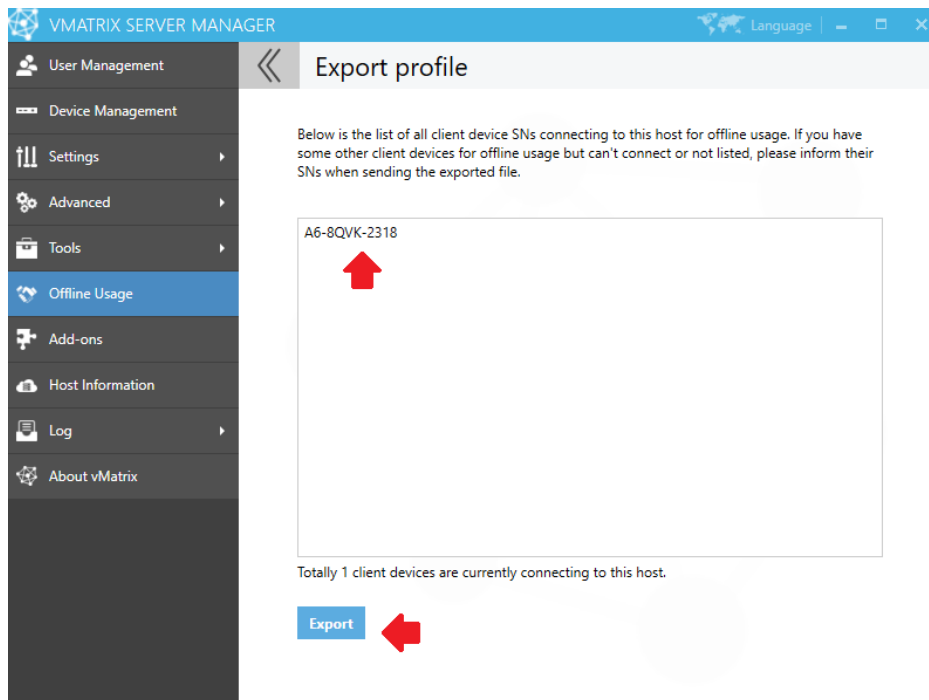 VMATRIX SERVER MANAGER
Language
User Management
Export profile
Device Management
Below is the list of all client device SNs connecting to this host for offline usage. If you have
some other client devices for offline usage but can't connect or not listed, please inform their
SNs when sending the exported file.
Settings
Advanced
A6-8QVK-2318
Tools
Offline Usage
Add-ons
Host Information
Log
About vMatrix
Totally 1 client devices are currently connecting to this host.
Export